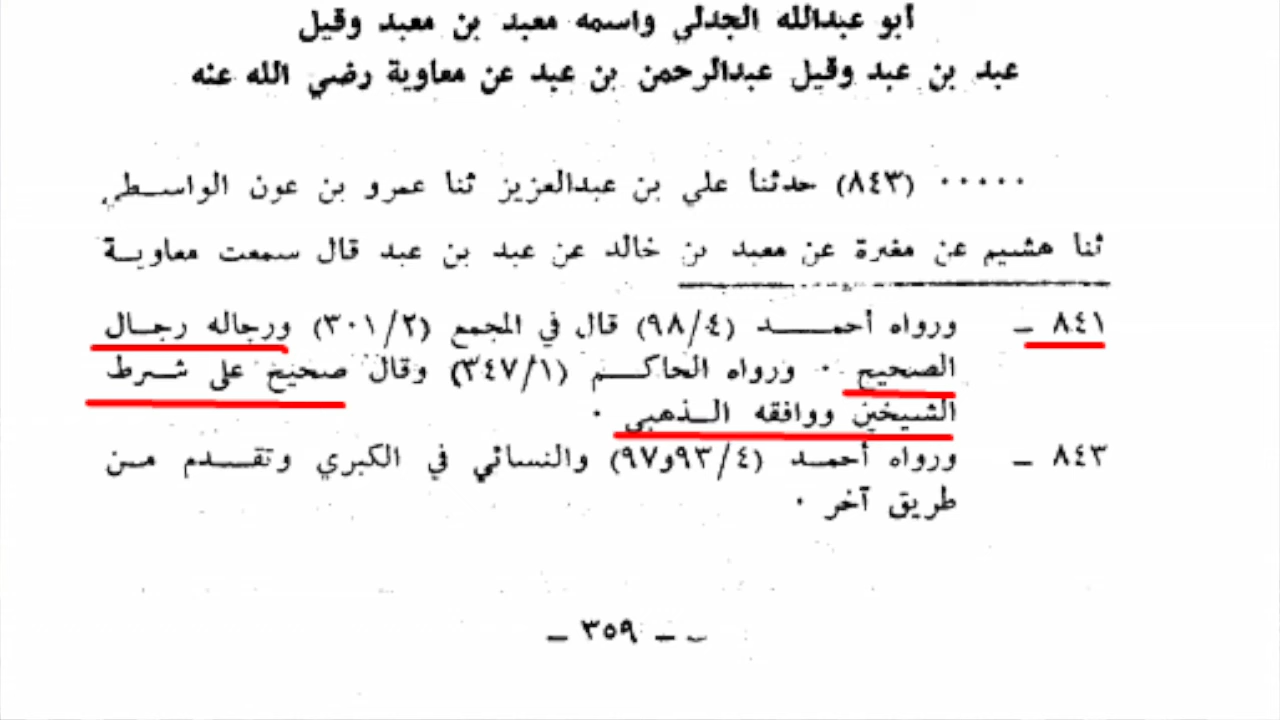 أبو عبدالله الجدلي واسمه معبد بن معبد وقيل
عبد بن عبد وقيل عبدالرحمن بن عبد عن معاوية رضي الله عنه
٠٠٠٠٠ (٨٤٣) حدثنا علي بن عبدالعزيز ثنا عمرو بن عون الواسطي
ثنا هشيم عن مغيرة عن معبد بن خالد عن عبد بن عبد قال سمعت معاوية
٨٤١ ــ ورواه أحمد (٩٨/٤) قال في المجمع (٣٠١/٢) ورجاله رجال
الصحيح ٠ ورواه الحاكم (٣٤٧/١) وقال صحيح على شرط
الشيخين ووافقه الذهبي ٠
٨٤٣ ــ ورواه أحمد (٩٣/٤و٩٧) والنسائي في الكبري وتقدم من
طريق آخر ٠
ــ ٣٥٩ ــ